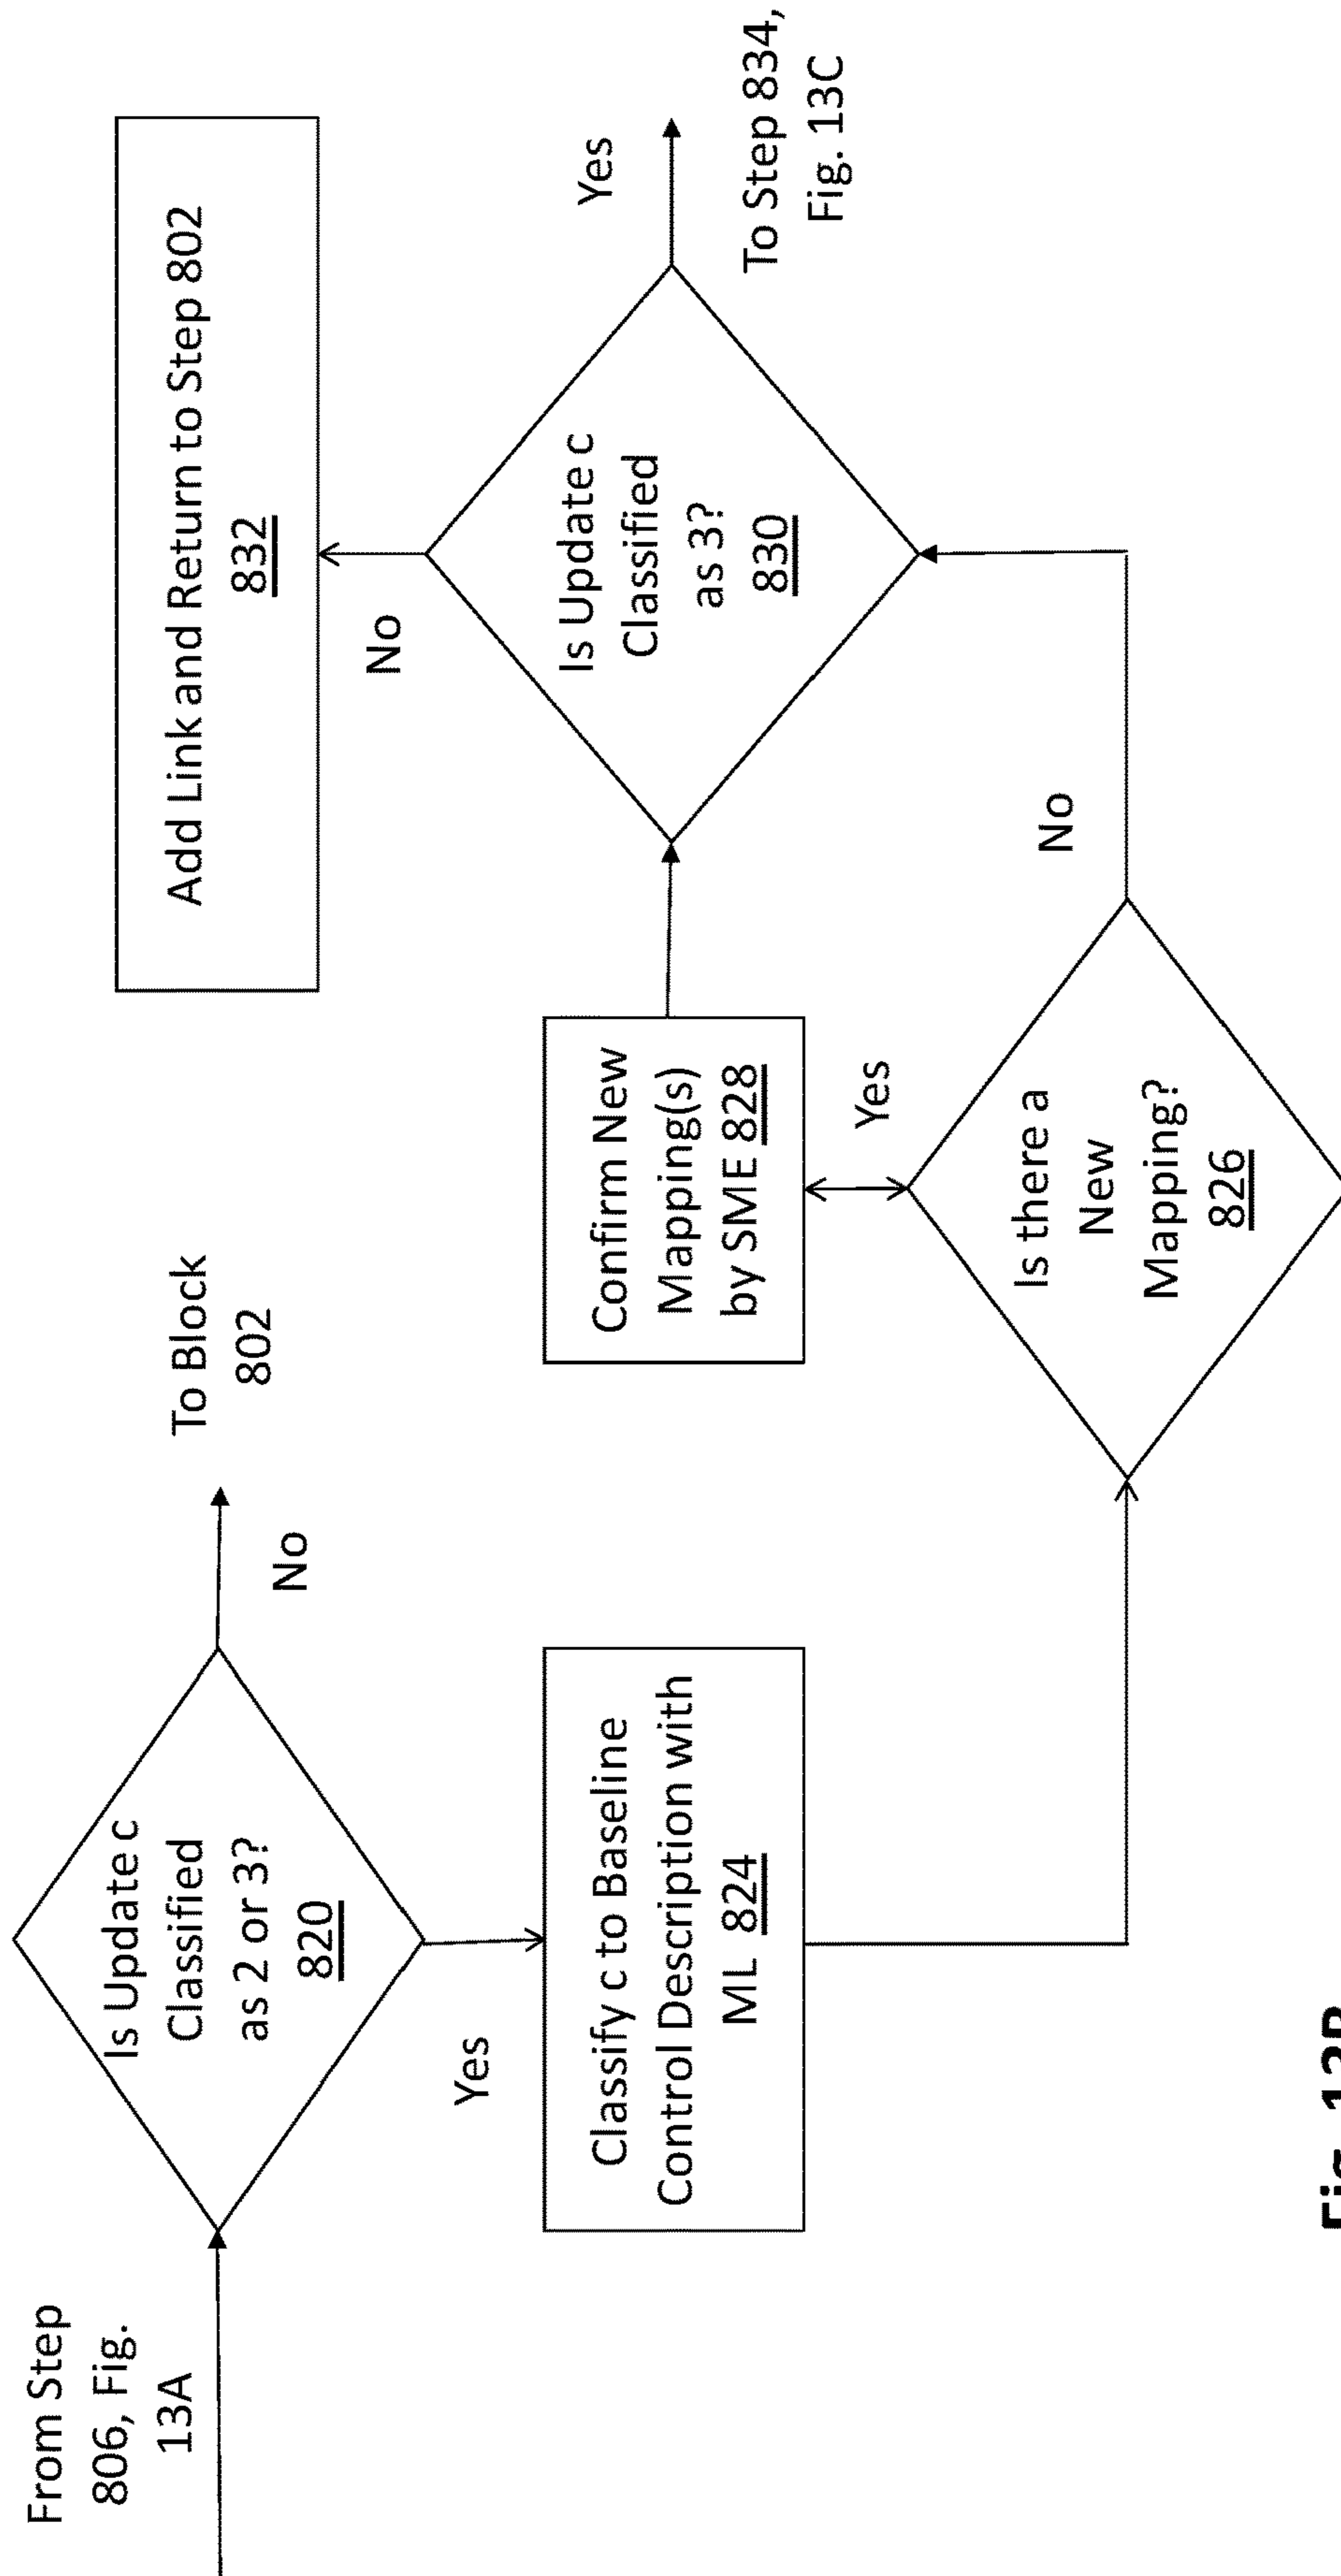 From Step
806, Fig.
13A
Is Update c
Classified
as 2 or 3?
820
No
To Block
802
Yes
Classify c to Baseline
Control Description with
ML 824
Is there a
New
Mapping?
826
Yes
Confirm New
Mapping(s)
by SME 828
No
Is Update c
Classified
as 3?
830
No
Add Link and Return to Step 802
832
Yes
To Step 834,
Fig. 13C
Fig. 13B